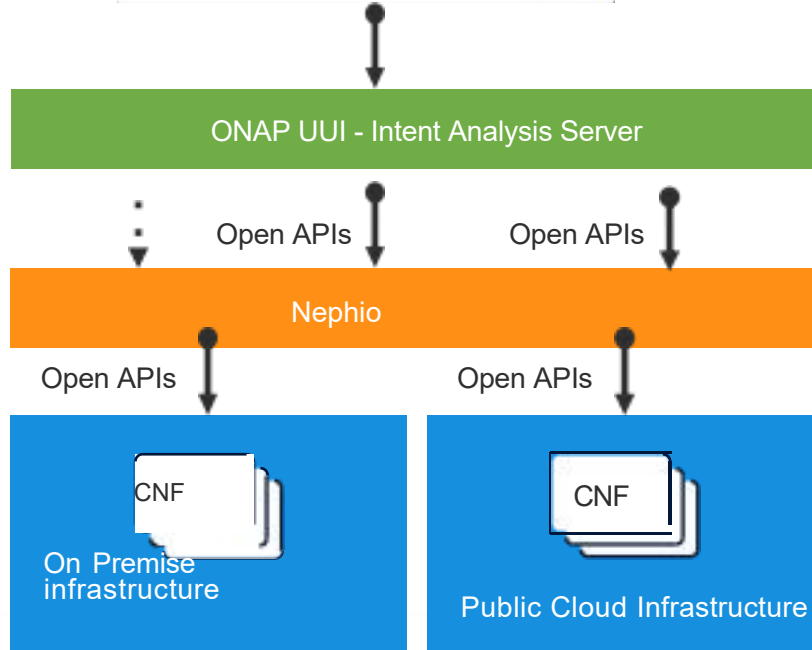 ONAP UUI - Intent Analysis Server
Open APIs
Open APIs
Nephio
Open APIs
Open APIs
CNF
CNF
On Premise
infrastructure
Public Cloud Infrastructure